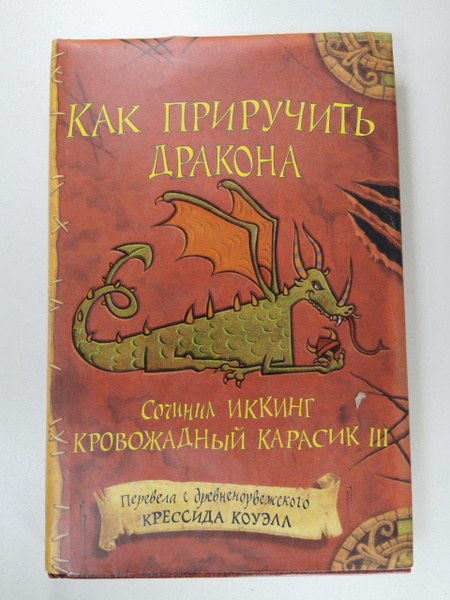 Как приручить
дракона
Сочинил Иккинг
Кровожадный Карасик III
Перевела с древненорвежского
Крессида Коуэлл